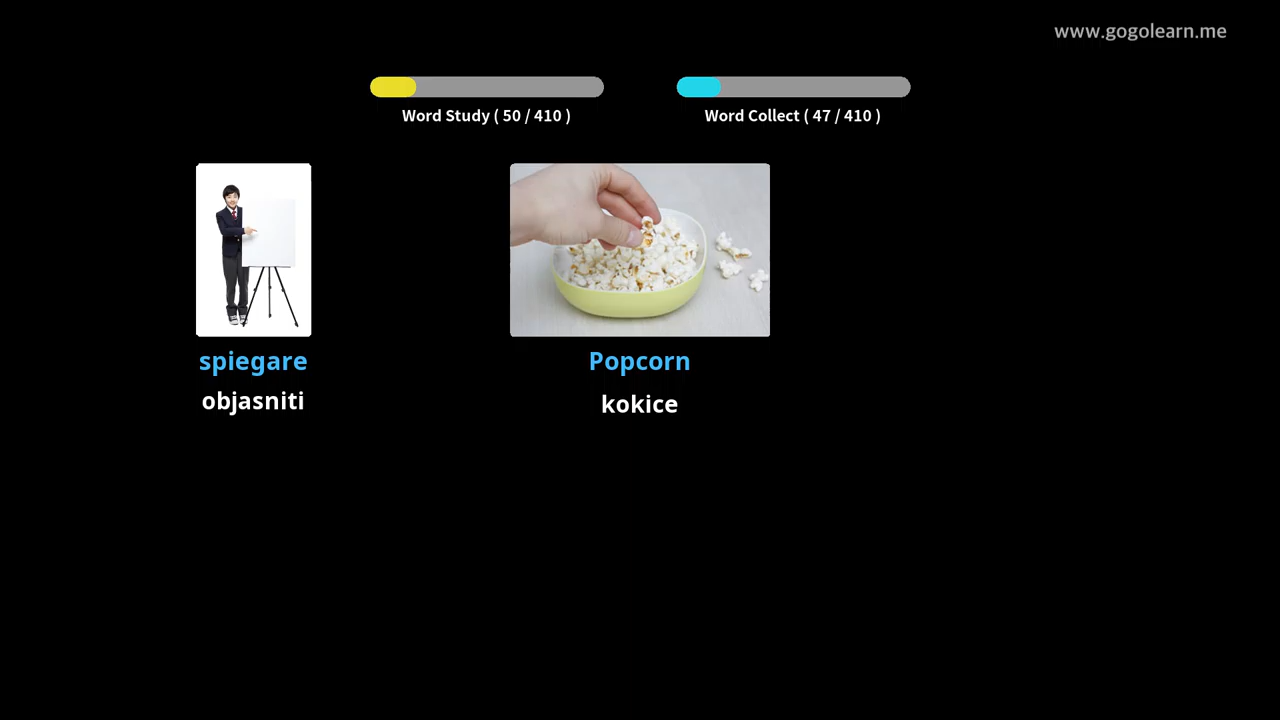 www.gogolearn.me
Word Study ( 50 / 410 )
Word Collect ( 47 / 410 )
spiegare
objasniti
Popcorn
kokice